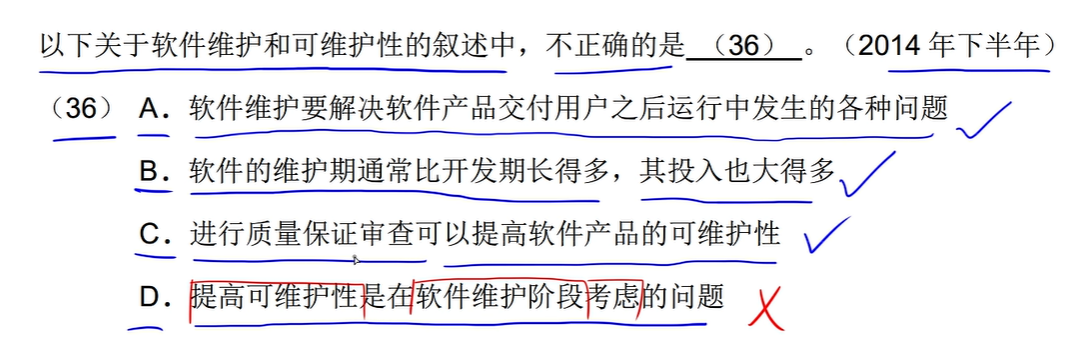 以下关于软件维护和可维护性的叙述中，不正确的是 （36） 。（2014 年下半年）
（36） A．软件维护要解决软件产品交付用户之后运行中发生的各种问题
B．软件的维护期通常比开发期长得多，其投入也大得多
C．进行质量保证审查可以提高软件产品的可维护性
D．提高可维护性是在软件维护阶段考虑的问题